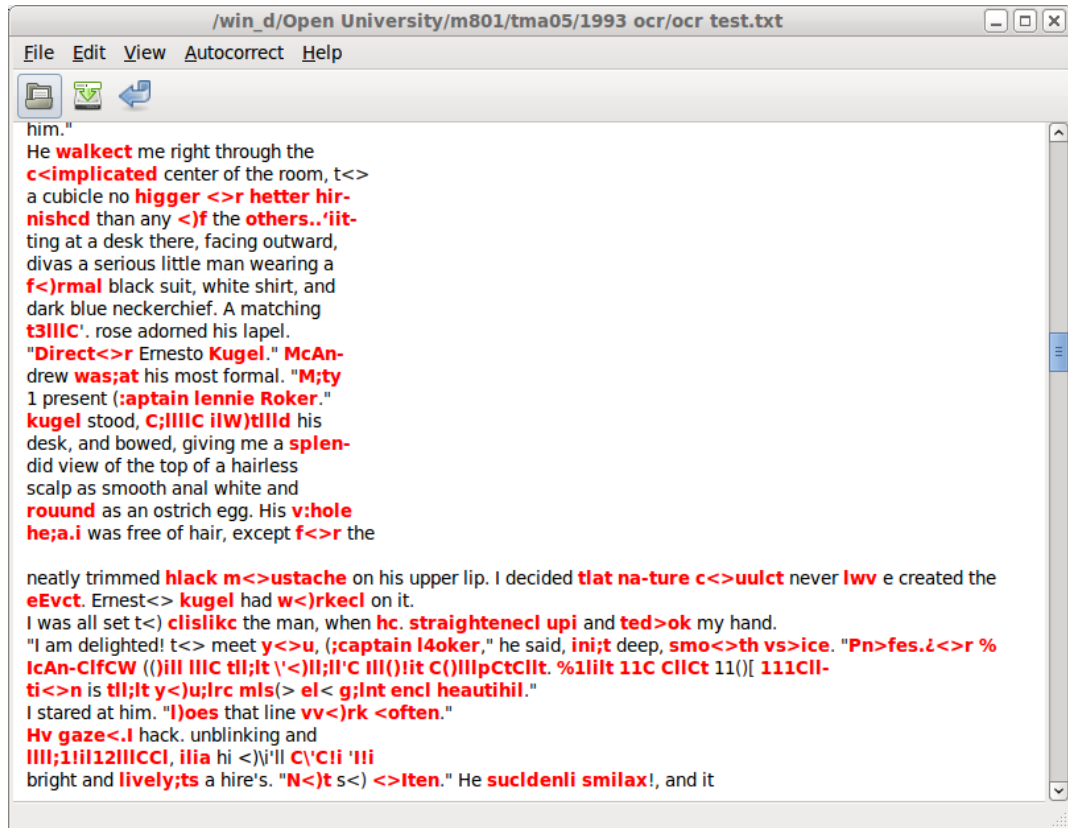 /win_d/Open University/m801/tma05/1993 ocr/ocr test.txt
File Edit View Autocorrect Help
him."
He walkect me right through the
c<implicated center of the room, t<>
a cubicle no higger <>r hetter hir-
nishcd than any <)f the others..‘iit-
ting at a desk there, facing outward,
divas a serious little man wearing a
f<)rmal black suit, white shirt, and
dark blue neckerchief. A matching
t3lllC'. rose adorned his lapel.
"Direct<>r Ernesto Kugel." McAn-
drew was;at his most formal. "M;ty
1 present (:aptain lennie Roker."
kugel stood, C;llllC ilW)tllld his
desk, and bowed, giving me a splen-
did view of the top of a hairless
scalp as smooth anal white and
rouund as an ostrich egg. His v:hole
he;a.i was free of hair, except f<>r the
neatly trimmed hlack m<>ustache on his upper lip. I decided tlat na-ture c<>uulct never lwv e created the
eEvct. Ernest<> kugel had w<)rkecl on it.
I was all set t<) clislikc the man, when hc. straightenecl upi and ted>ok my hand.
"I am delighted! t<> meet y<>u, (;captain l4oker," he said, ini;t deep, smo<>th vs>ice. "Pn>fes.¿<>r %
IcAn-ClfCW (()ill lllC tll;lt \'<)ll;ll'C Ill()!it C()lllpCtCllt. %1lilt 11C CllCt 11()[ 111Cll-
ti<>n is tll;lt y<)u;lrc mls(> el< g;lnt encl heautihil."
I stared at him. "l)oes that line vv<)rk <often."
Hv gaze<.I hack. unblinking and
llll;1!il12lllCCl, ilia hi <)\i'll C\'C!i 'I!i
bright and lively;ts a hire's. "N<)t s<) <>Iten." He sucldenli smilax!, and it